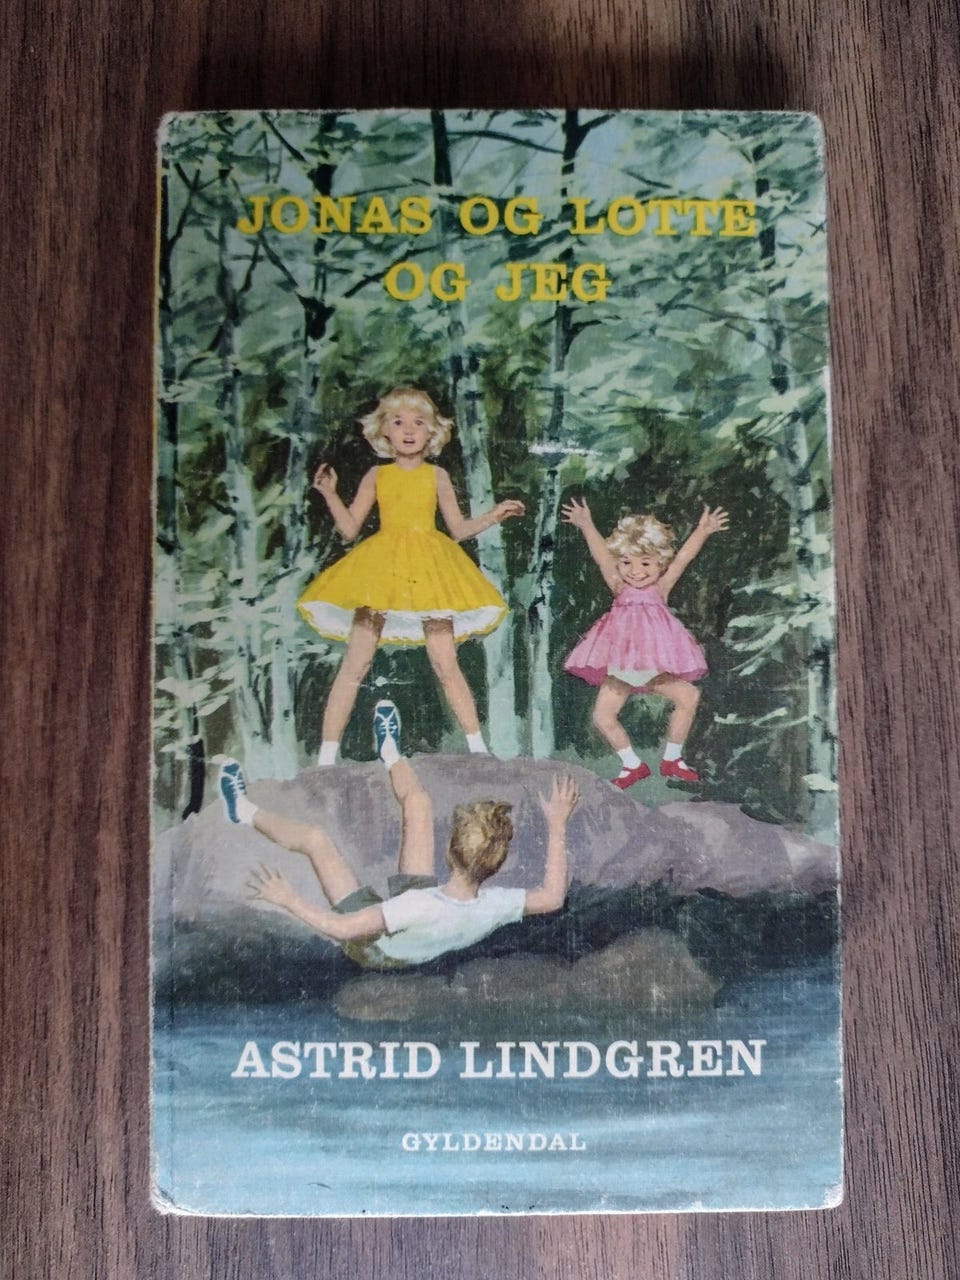 JONAS OG LOTTE
OG JEG
ASTRID LINDGREN
GYLDENDAL